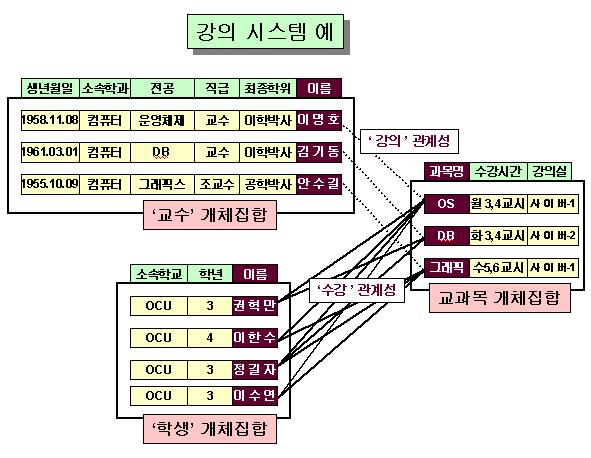 강의 시스템 예
생년월일 소속학과 전공 직급 최종학위 이름
1958.11.08 컴퓨터 운영체제 교수 이학박사 이명호
1961.03.01 컴퓨터 DB 교수 이학박사 김기동
1955.10.09 컴퓨터 그래픽스 조교수 공학박사 안수길
'교수' 개체집합
'강의' 관계성
과목명 수강시간 강의실
OS 월3,4교시 사이버-1
DB 화3,4교시 사이버-2
그래픽 수5,6교시 사이버-1
교과목 개체집합
'수강' 관계성
소속학교 학년 이름
OCU 3 권혁만
OCU 4 이한수
OCU 3 정길자
OCU 3 이수연
'학생' 개체집합